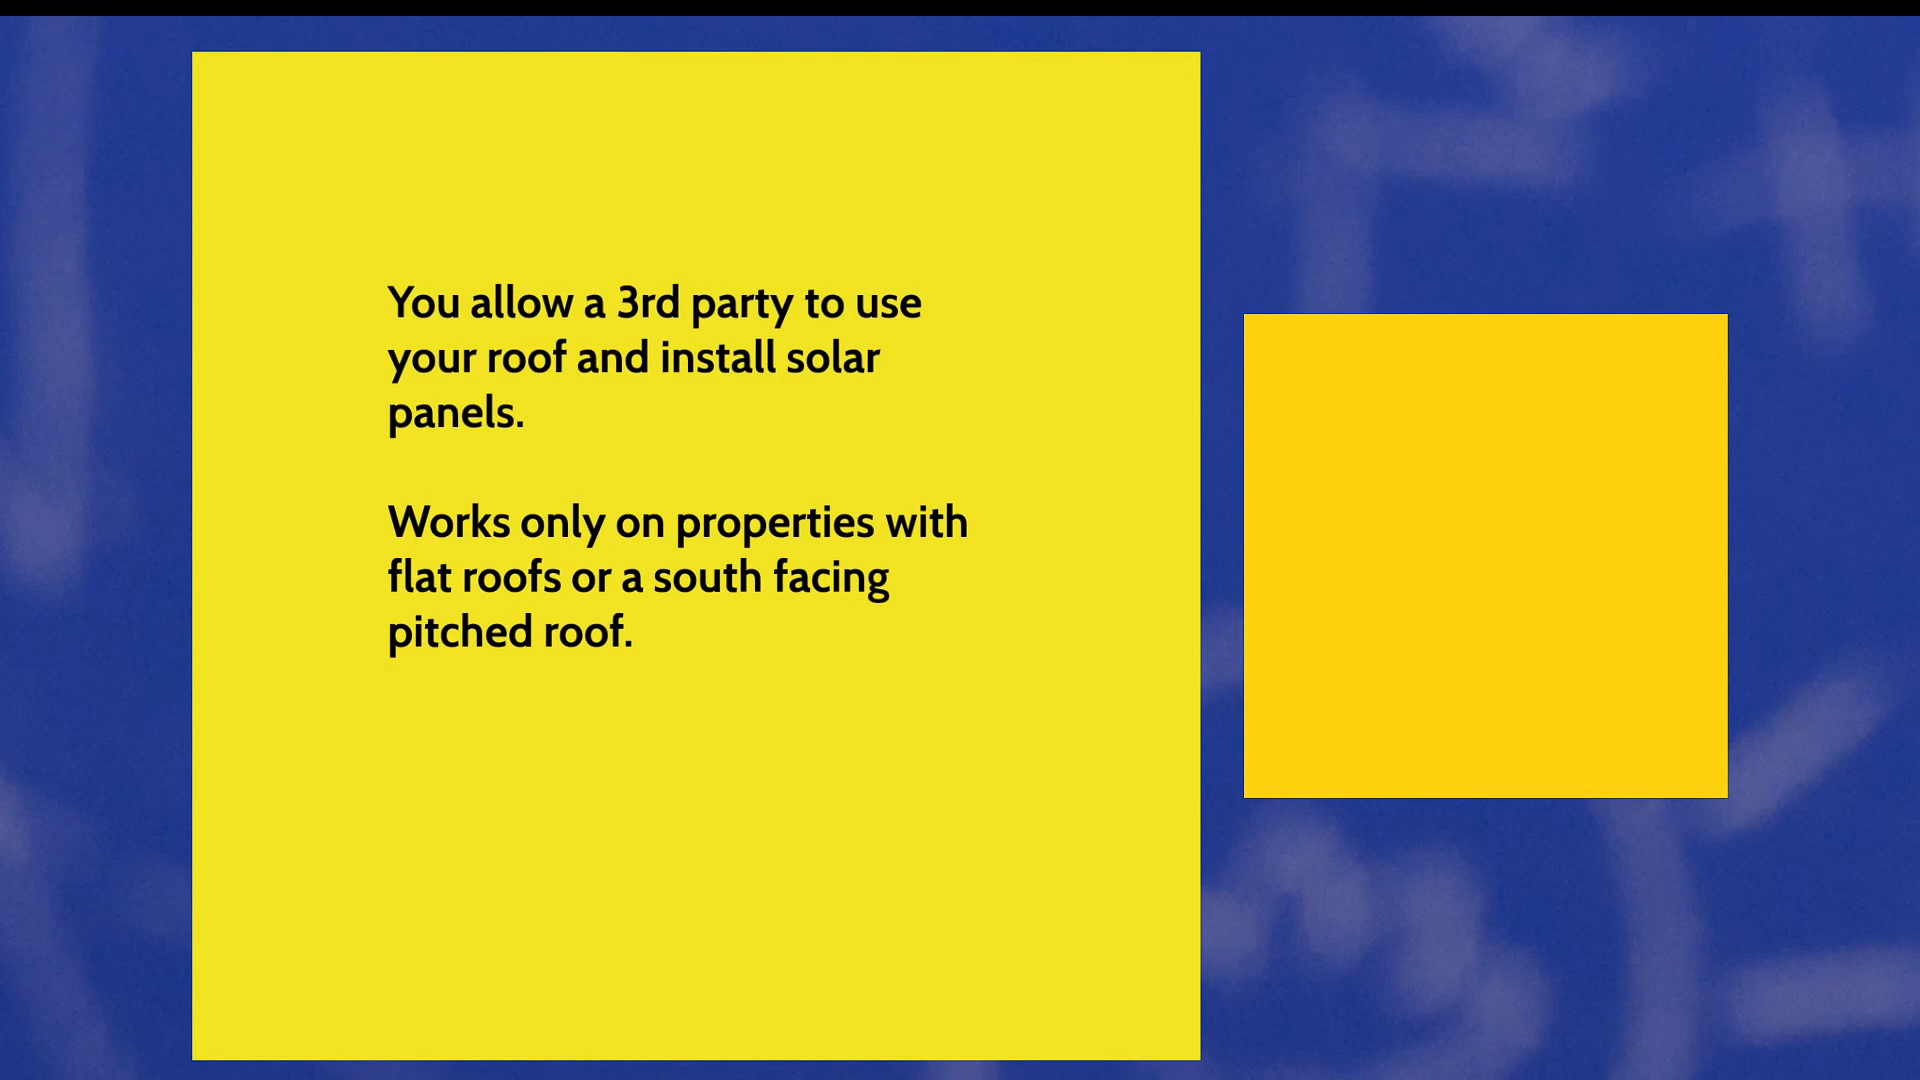 You allow a 3rd party to use
your roof and install solar
panels.
Works only on properties with
flat roofs or a south facing
pitched roof.